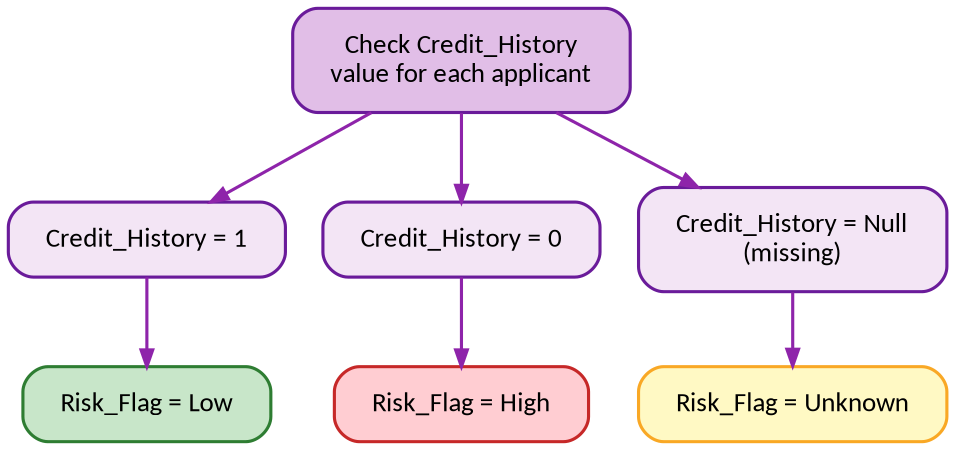 Check Credit_History
value for each applicant
Credit_History = 1
Credit_History = 0
Credit_History = Null
(missing)
Risk_Flag = Low
Risk_Flag = High
Risk_Flag = Unknown